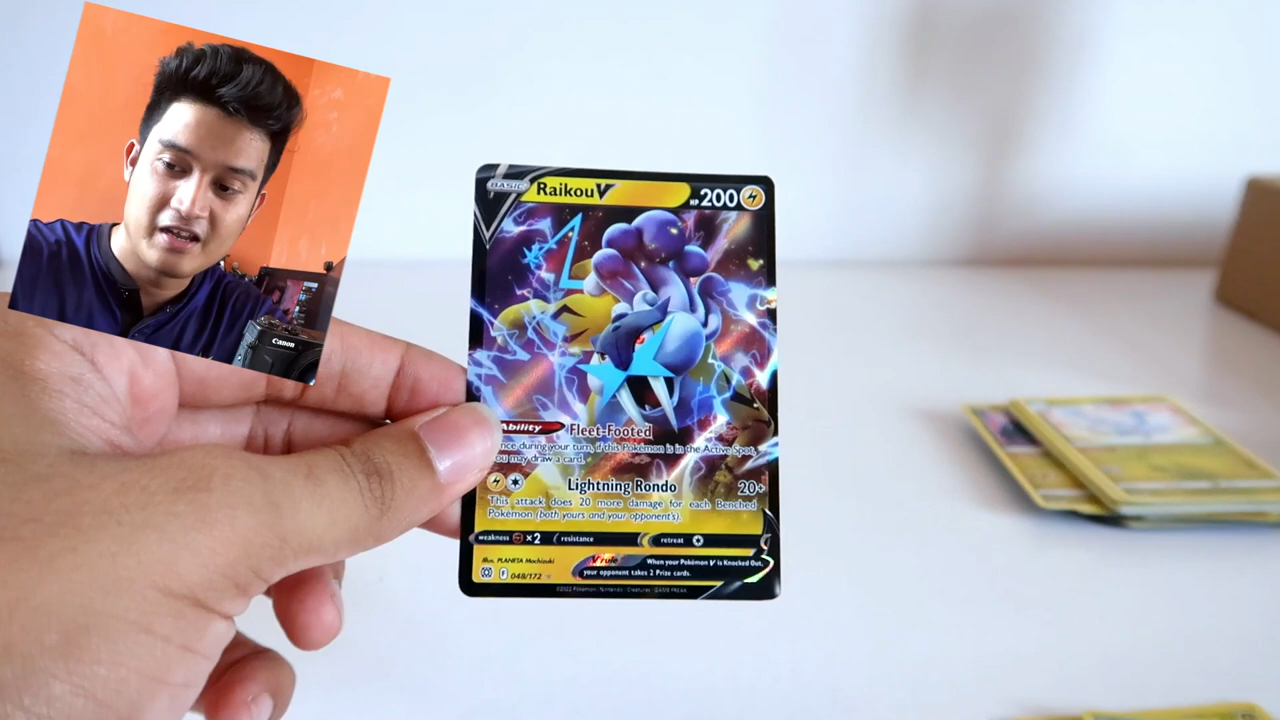 Canon
BASIC
Raikou V
HP 200
Ability Fleet-Footed
nce during your turn, if this Pokémon is in the Active Spot,
ou may draw a card.
Lightning Rondo 20+
This attack does 20 more damage for each Benched
Pokémon (both yours and your opponent's).
weakness ×2 resistance retreat
Illus. PLANETA Mochizuki
V rule When your Pokémon V is Knocked Out,
your opponent takes 2 Prize cards.
F 048/172
©2022 Pokémon / Nintendo / Creatures / GAME FREAK